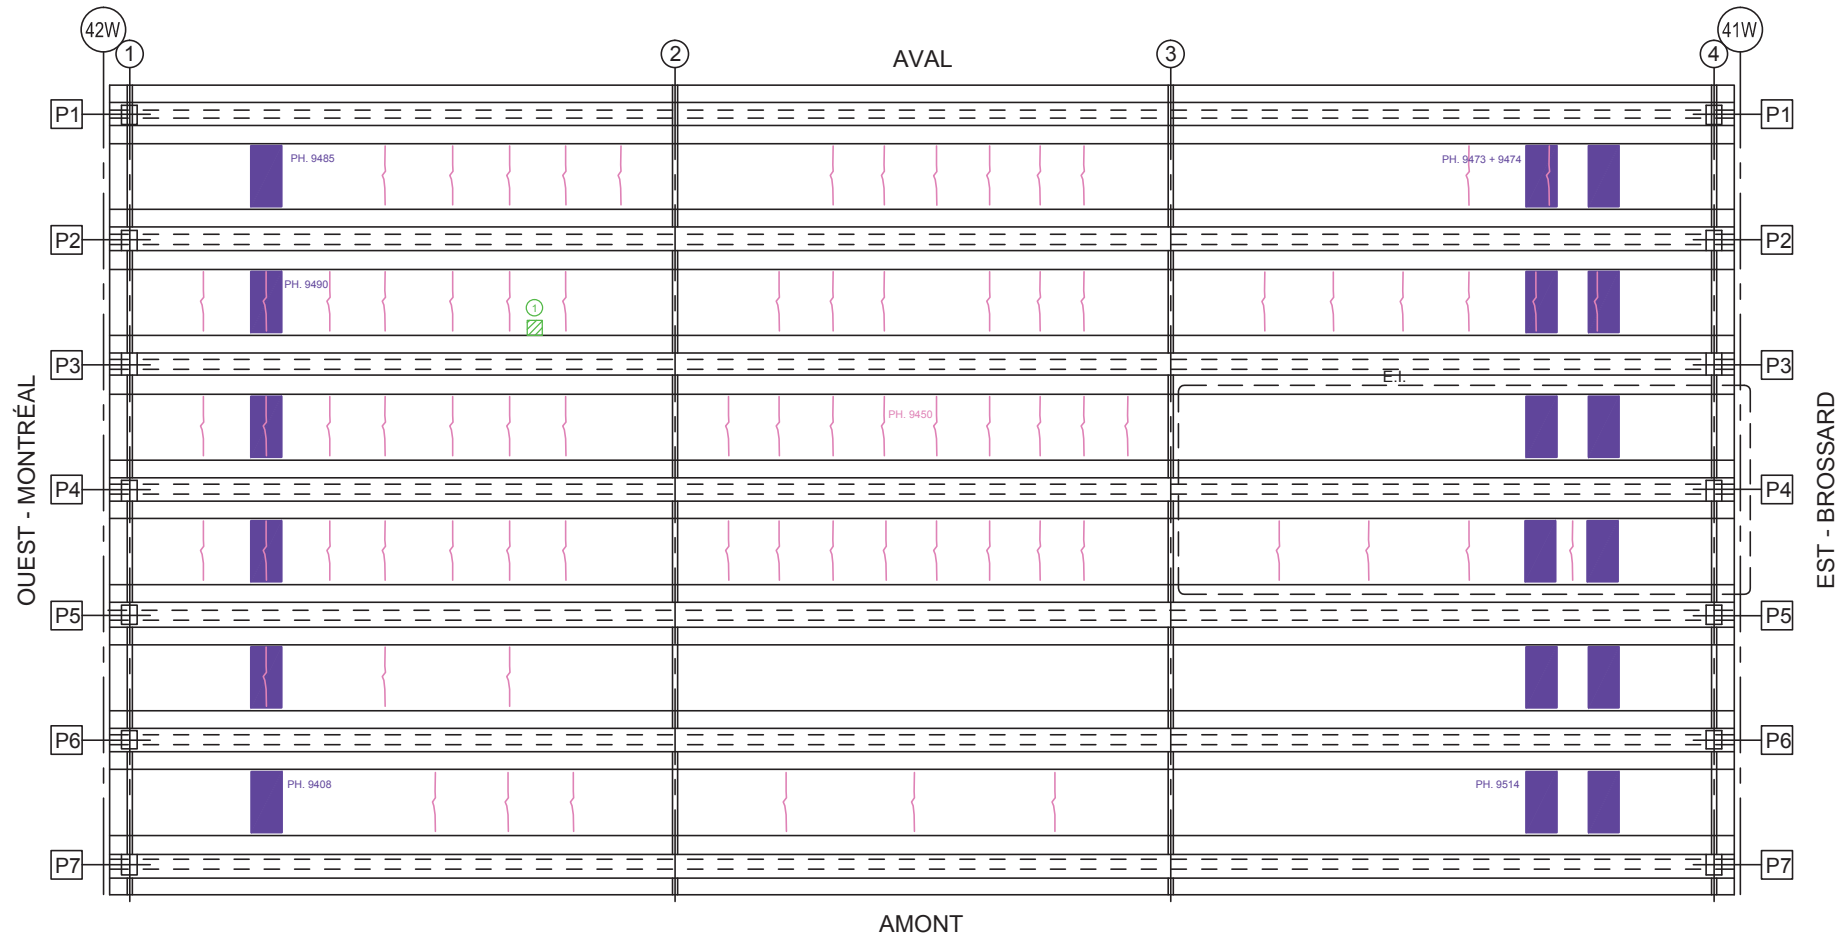 42W 41W
1 2 3 4
AVAL
P1 P1
PH. 9485 PH. 9473 + 9474
P2 P2
PH. 9490
1
P3 P3
E.I.
PH. 9450
OUEST - MONTRÉAL
EST - BROSSARD
P4 P4
P5 P5
P6 P6
PH. 9408 PH. 9514
P7 P7
AMONT